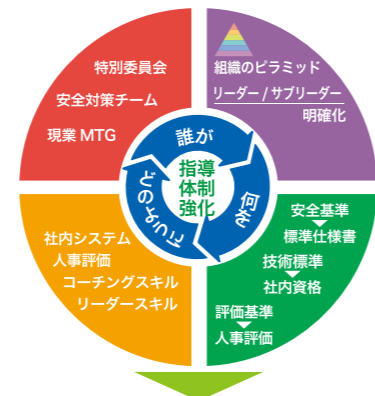 特別委員会
安全対策チーム
現業 MTG
組織のピラミッド
リーダー / サブリーダー
明確化
誰が
何を
どのように
指導
体制
強化
社内システム
人事評価
コーチングスキル
リーダースキル
安全基準
標準仕様書
技術標準
社内資格
評価基準
人事評価